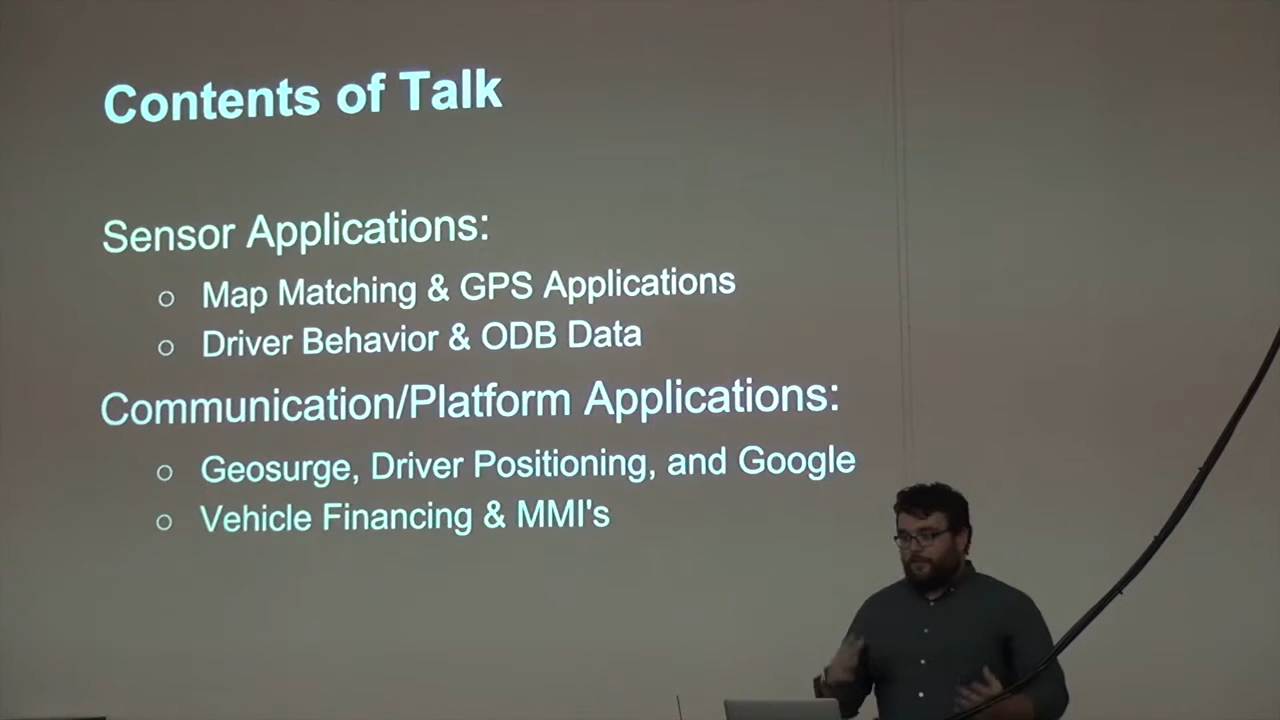 Contents of Talk
Sensor Applications:
Map Matching & GPS Applications
Driver Behavior & ODB Data
Communication/Platform Applications:
Geosurge, Driver Positioning, and Google
Vehicle Financing & MMI's